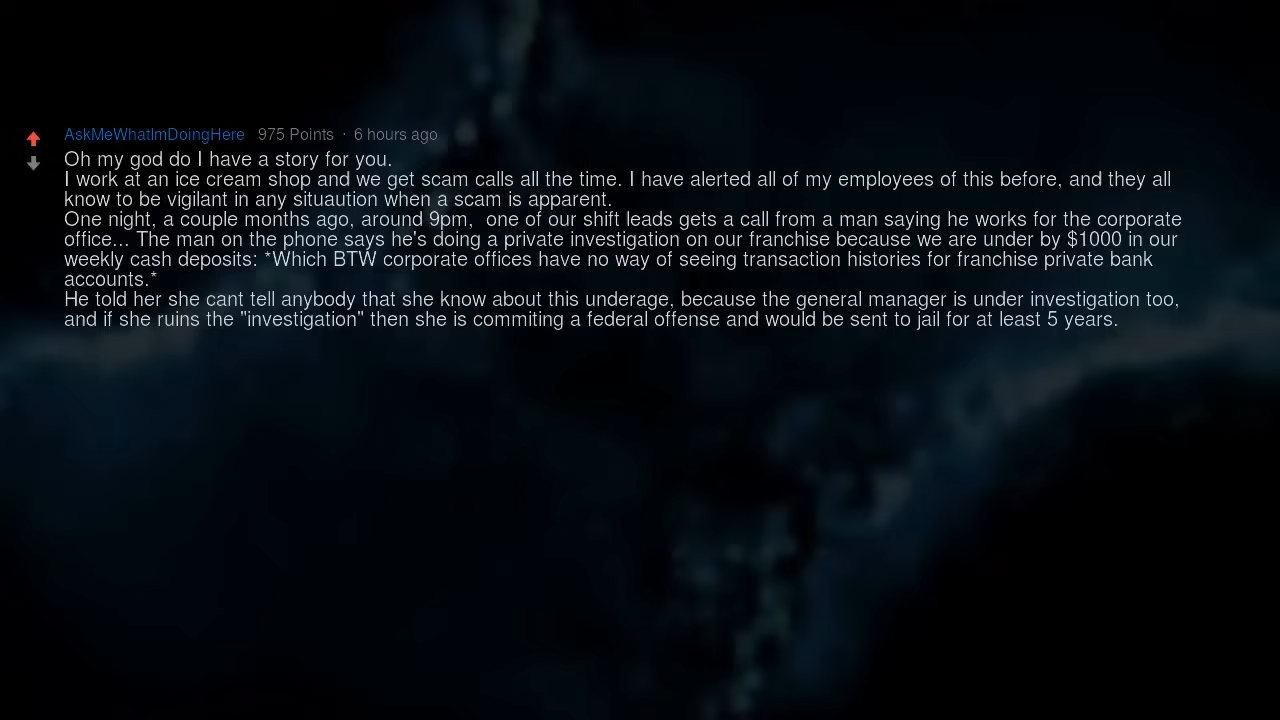 AskMeWhatImDoingHere 975 Points · 6 hours ago
Oh my god do I have a story for you.
I work at an ice cream shop and we get scam calls all the time. I have alerted all of my employees of this before, and they all
know to be vigilant in any situaution when a scam is apparent.
One night, a couple months ago, around 9pm,  one of our shift leads gets a call from a man saying he works for the corporate
office... The man on the phone says he's doing a private investigation on our franchise because we are under by $1000 in our
weekly cash deposits: *Which BTW corporate offices have no way of seeing transaction histories for franchise private bank
accounts.*
He told her she cant tell anybody that she know about this underage, because the general manager is under investigation too,
and if she ruins the "investigation" then she is commiting a federal offense and would be sent to jail for at least 5 years.